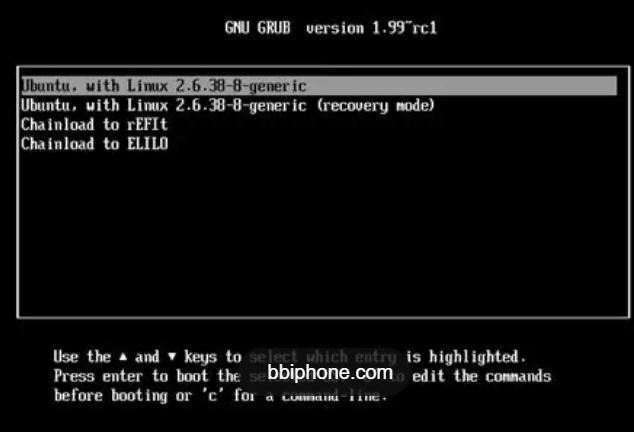 GNU GRUB version 1.99~rc1
Ubuntu, with Linux 2.6.38-8-generic
Ubuntu, with Linux 2.6.38-8-generic (recovery mode)
Chainload to rEFIt
Chainload to ELILO
Use the ▲ and ▼ keys to select which entry is highlighted.
Press enter to boot the to edit the commands
before booting or 'c' for a command-line.
bbiphone.com